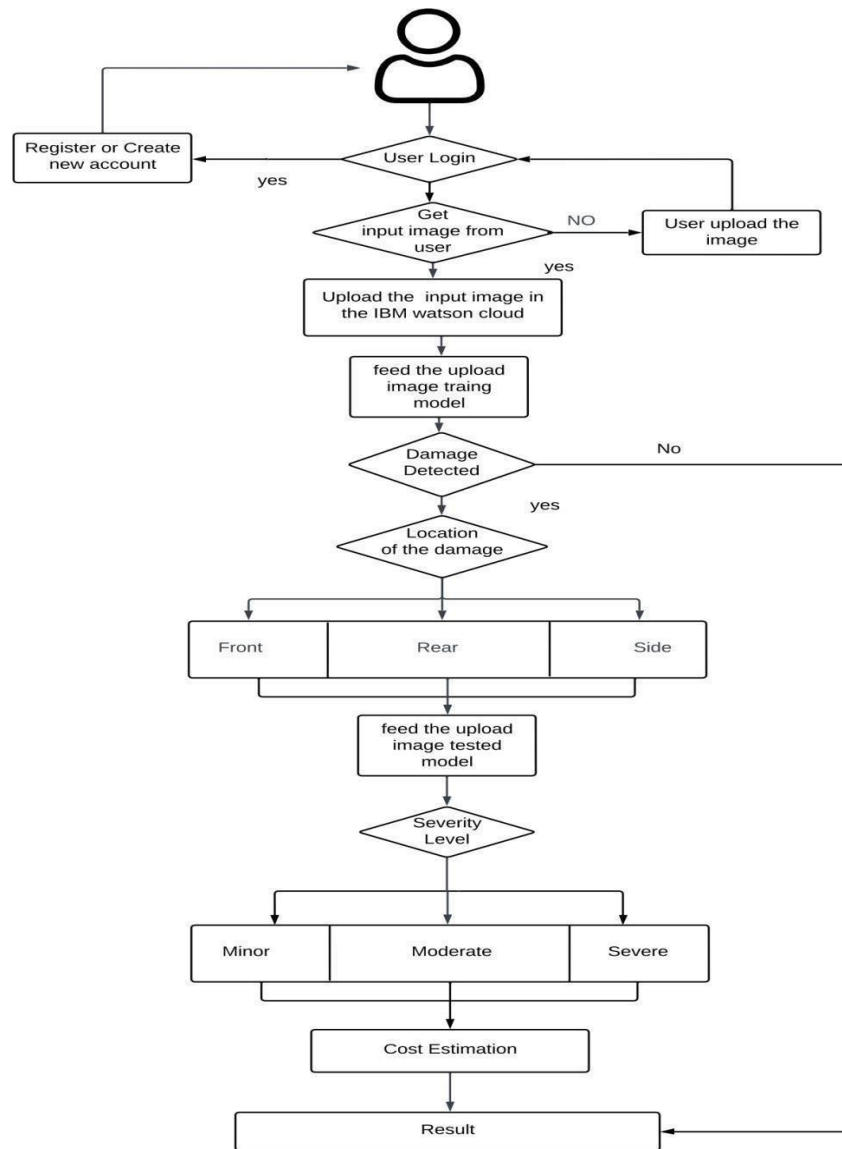 User Login
Register or Create
new account
yes
Get
input image from
user
NO
User upload the
image
yes
Upload the input image in
the IBM watson cloud
feed the upload
image traing
model
Damage
Detected
No
yes
Location
of the damage
Front
Rear
Side
feed the upload
image tested
model
Severity
Level
Minor
Moderate
Severe
Cost Estimation
Result